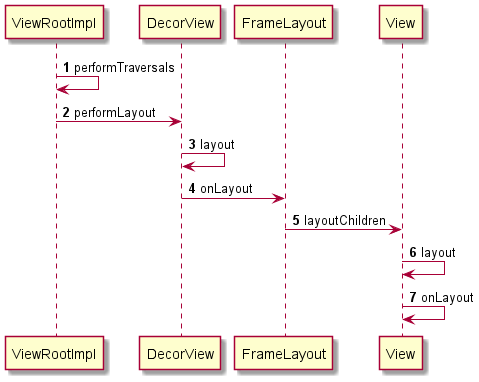 ViewRootImpl DecorView FrameLayout View
1 performTraversals
2 performLayout
3 layout
4 onLayout
5 layoutChildren
6 layout
7 onLayout
ViewRootImpl DecorView FrameLayout View